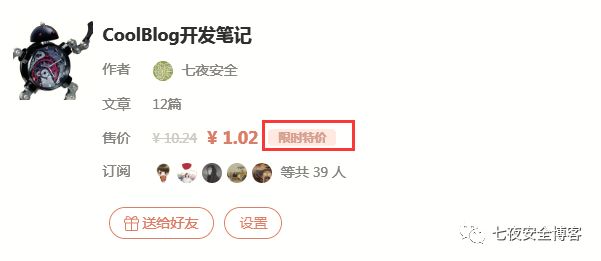 CoolBlog开发笔记
作者 七夜安全
文章 12篇
售价 ¥ 10.24 ¥ 1.02 限时特价
订阅 等共 39 人
送给好友 设置
七夜安全博客